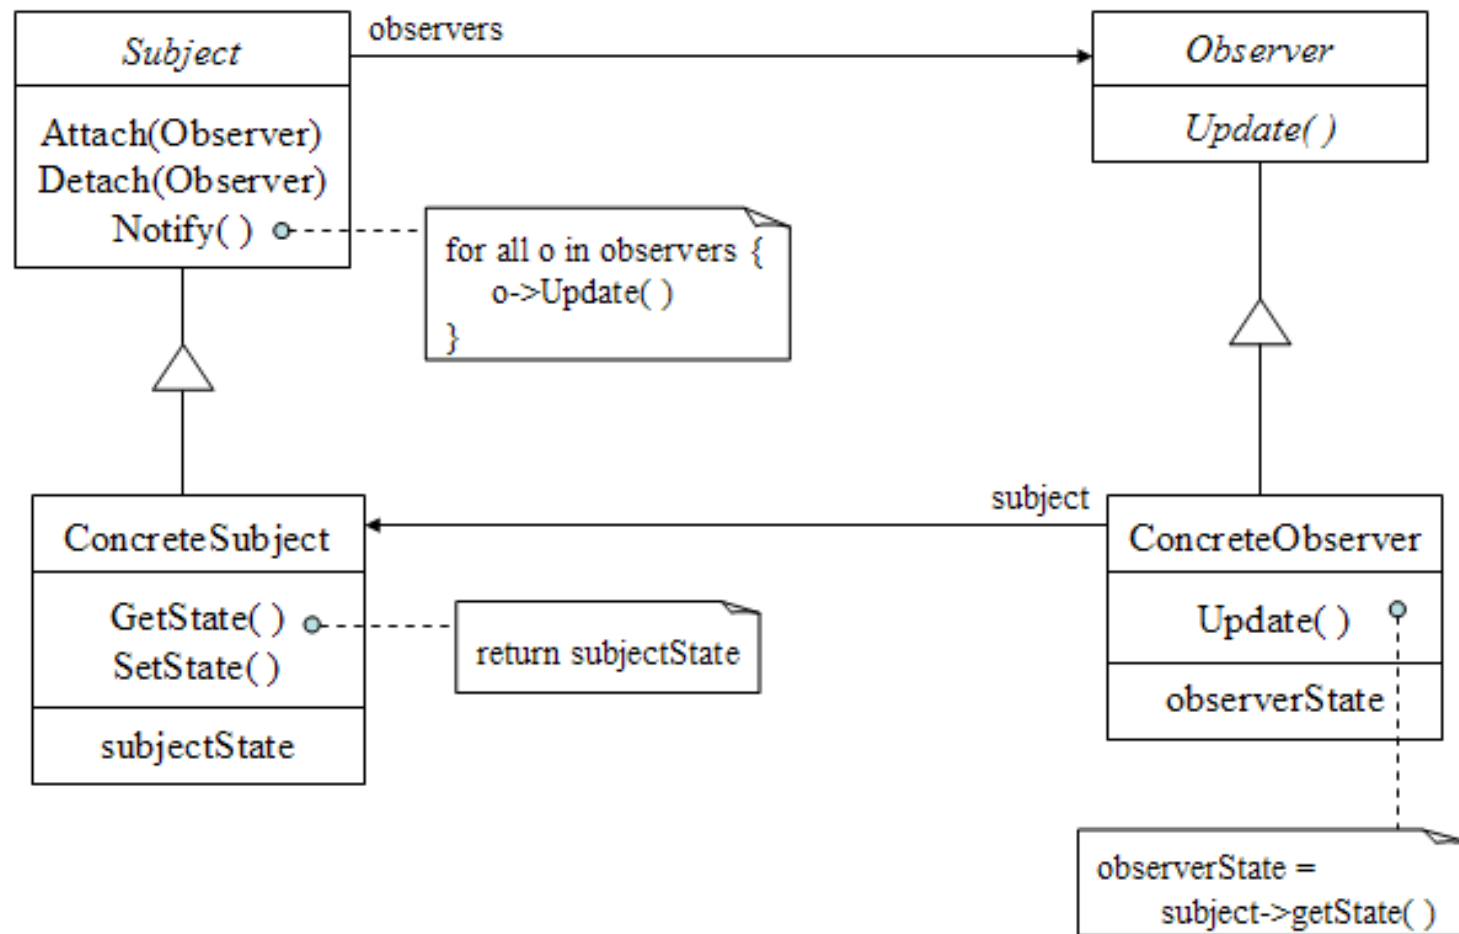 Subject
observers
Observer
Attach(Observer)
Detach(Observer)
Notify( )
Update( )
for all o in observers {
o->Update( )
}
subject
ConcreteSubject
ConcreteObserver
GetState( )
SetState( )
return subjectState
Update( )
subjectState
observerState
observerState =
subject->getState( )